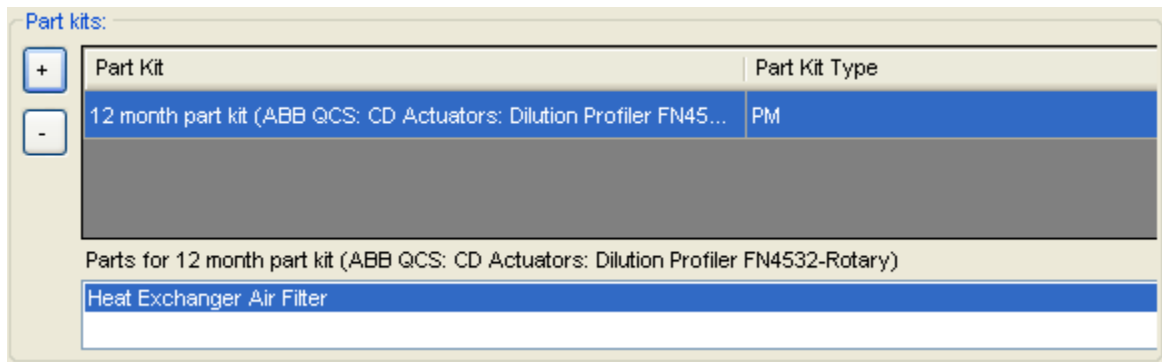 Part kits:
+
Part Kit
Part Kit Type
12 month part kit (ABB QCS: CD Actuators: Dilution Profiler FN45...
PM
-
Parts for 12 month part kit (ABB QCS: CD Actuators: Dilution Profiler FN4532-Rotary)
Heat Exchanger Air Filter